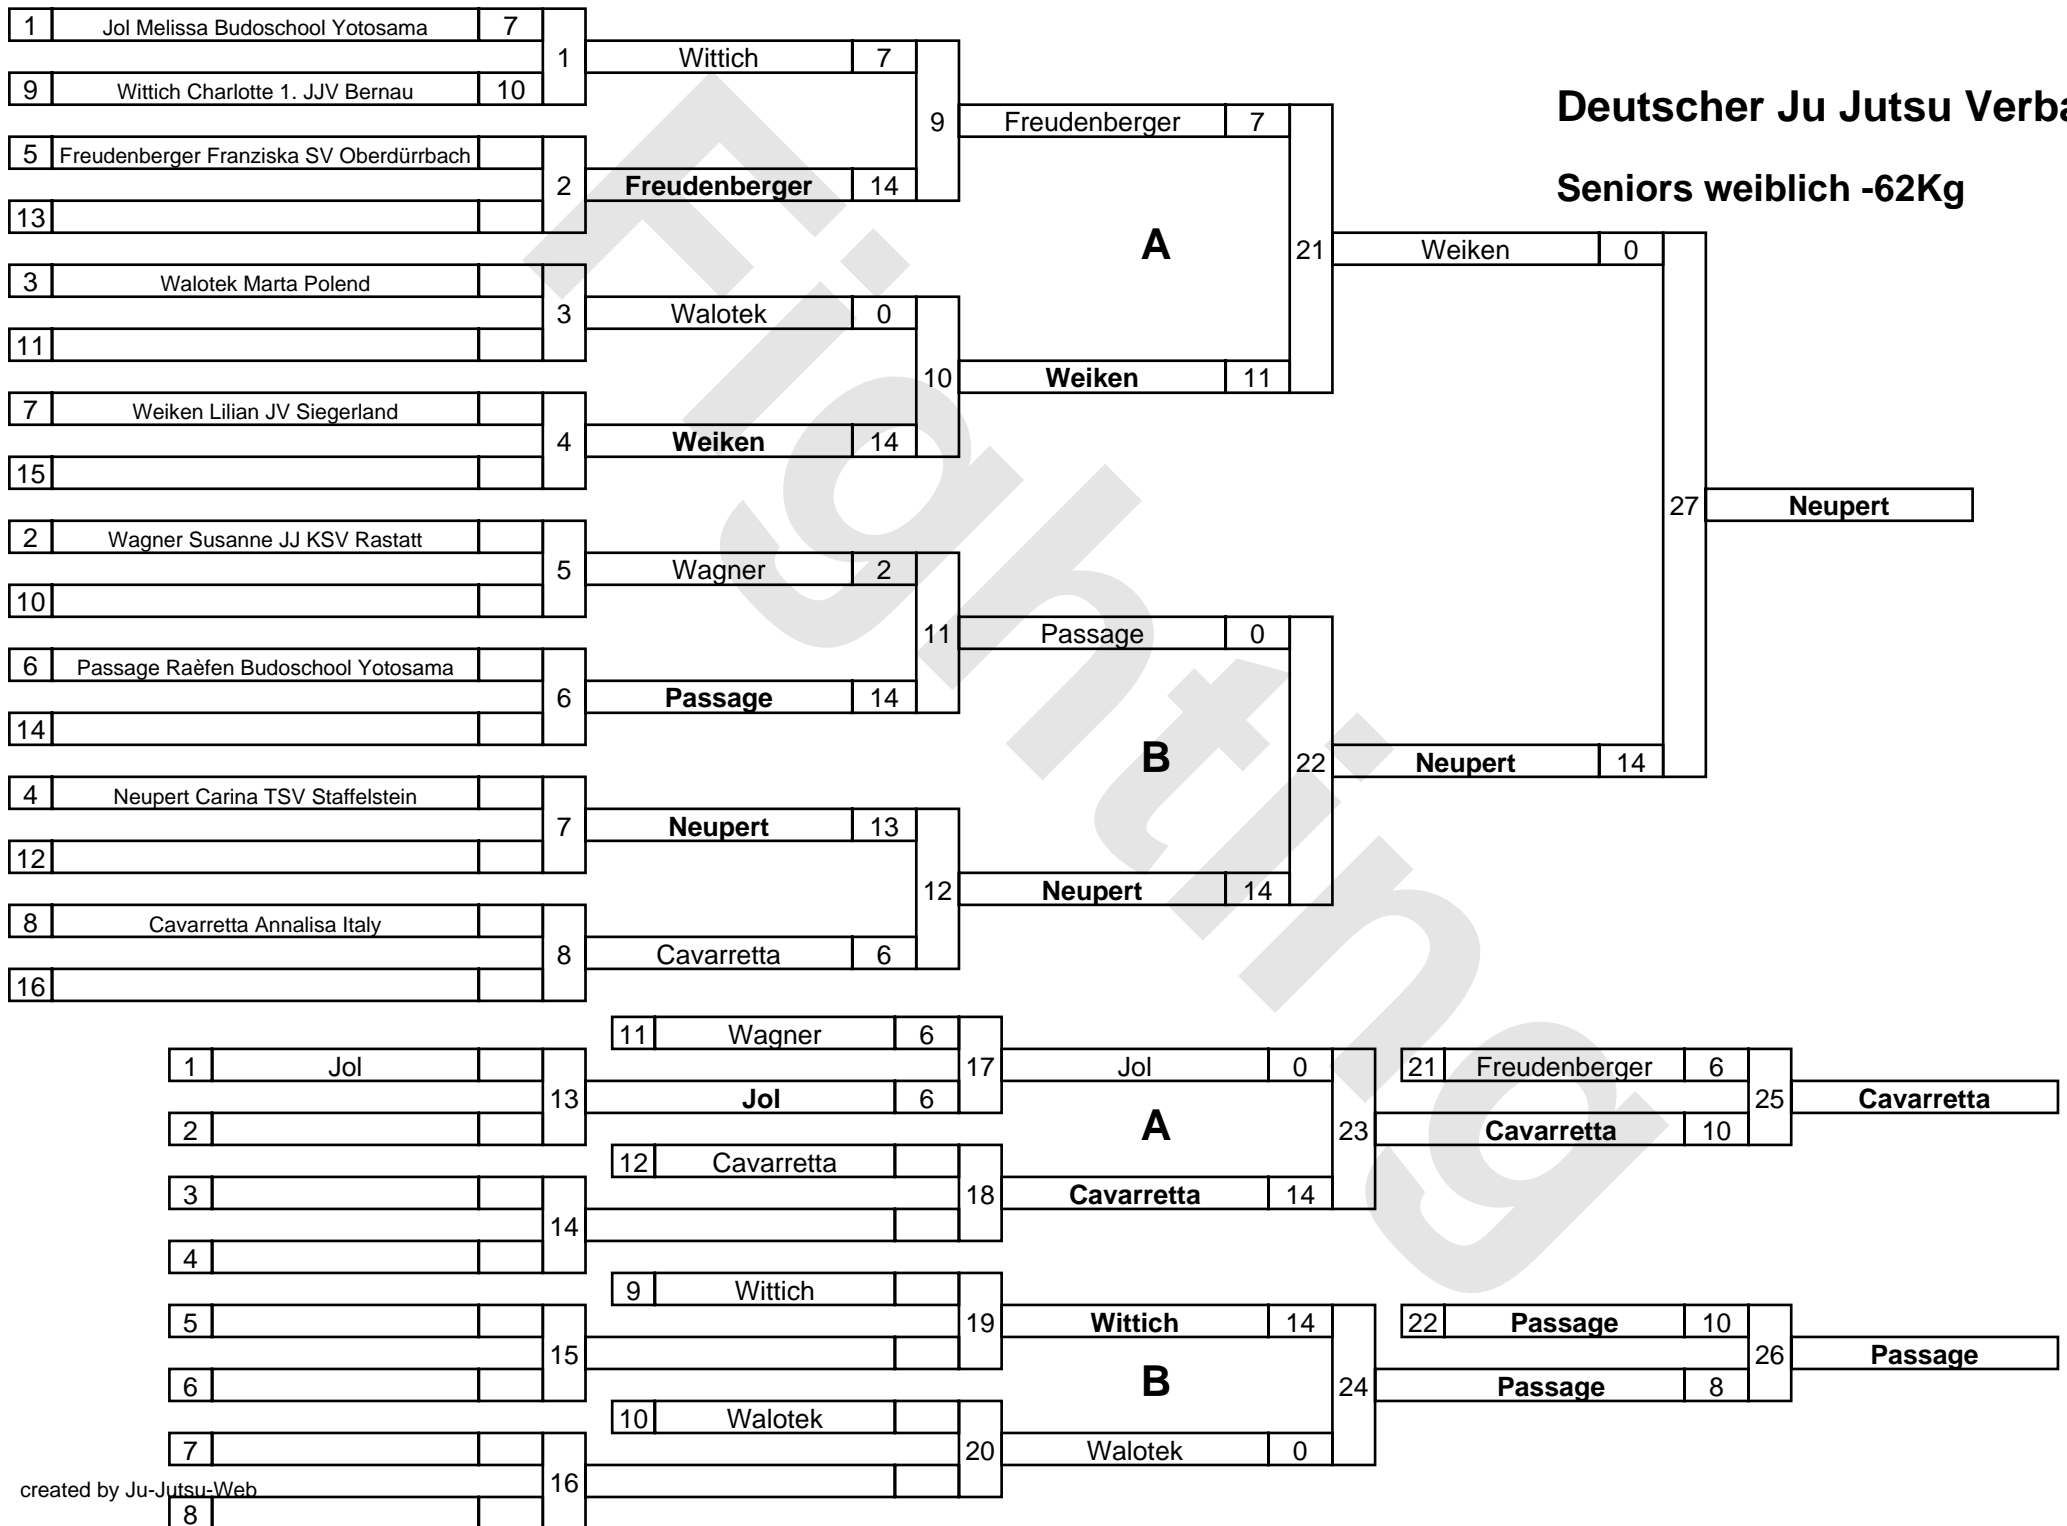 1 Jol Melissa Budoschool Yotosama 7
1 Wittich 7
9 Wittich Charlotte 1. JJV Bernau 10
Deutscher Ju Jutsu Verba
9 Freudenberger 7
5 Freudenberger Franziska SV Oberdürrbach
2 Freudenberger 14
Seniors weiblich -62Kg
13
A 21 Weiken 0
3 Walotek Marta Polend
3 Walotek 0
11
10 Weiken 11
7 Weiken Lilian JV Siegerland
4 Weiken 14
15
27 Neupert
2 Wagner Susanne JJ KSV Rastatt
5 Wagner 2
10
11 Passage 0
6 Passage Raèfen Budoschool Yotosama
6 Passage 14
14
B 22 Neupert 14
4 Neupert Carina TSV Staffelstein
7 Neupert 13
12
12 Neupert 14
8 Cavarretta Annalisa Italy
8 Cavarretta 6
16
11 Wagner 6
1 Jol 17 Jol 0 21 Freudenberger 6
13 Jol 6 25 Cavarretta
2 A 23 Cavarretta 10
12 Cavarretta
3 18 Cavarretta 14
14
4
9 Wittich
5 19 Wittich 14 22 Passage 10
15 26 Passage
6 B 24 Passage 8
10 Walotek
7 20 Walotek 0
16
created by Ju-Jutsu-Web
8
Fighting